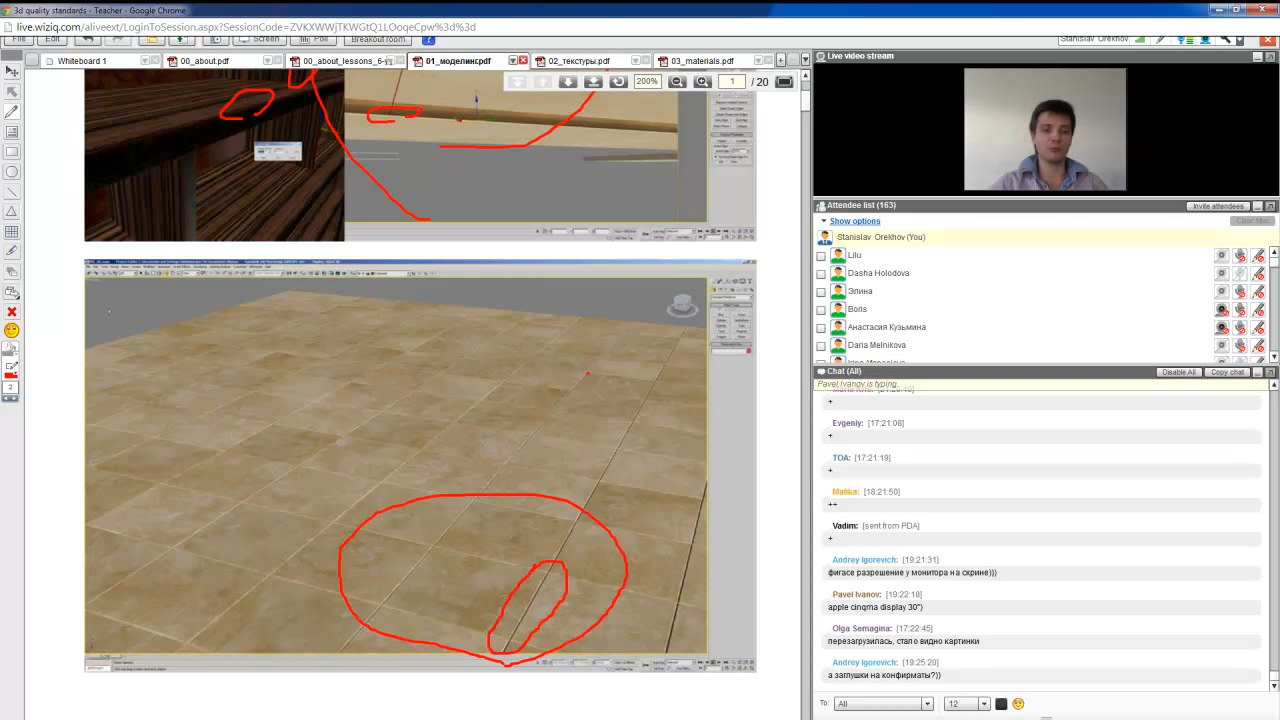 3d quality standards - Teacher - Google Chrome
live.wiziq.com/aliveext/LoginToSession.aspx?SessionCode=ZVKXWWjTKWGtQ1LOoqeCpw%3d%3d
File Edit Screen Poll BreakoutRoom Stanislav Orekhov
Whiteboard 1 00_about.pdf 00_about_lessons_6- 01_моделинг.pdf 02_текстуры.pdf 03_materials.pdf
200% 1 / 20
2
Live video stream
Attendee list (163) Invite attendees
Show options Clear Mic
Stanislav Orekhov (You)
Lilu
Dasha Holodova
Элина
Boris
Анастасия Кузьмина
Daria Melnikova
Chat (All) Disable All Copy chat
Pavel Ivanov is typing.
+
Evgeniy: [17:21:08]
+
TOA: [17:21:19]
+
Malika: [18:21:50]
++
Vadim: [sent from PDA]
+
Andrey Igorevich: [19:21:31]
фигасе разрешение у монитора на скрине)))
Pavel Ivanov: [19:22:18]
apple cinqma display 30")
Olga Semagina: [17:22:45]
перезагрузилась, стало видно картинки
Andrey Igorevich: [19:25:20]
а заглушки на конфирматы?))
To: All 12